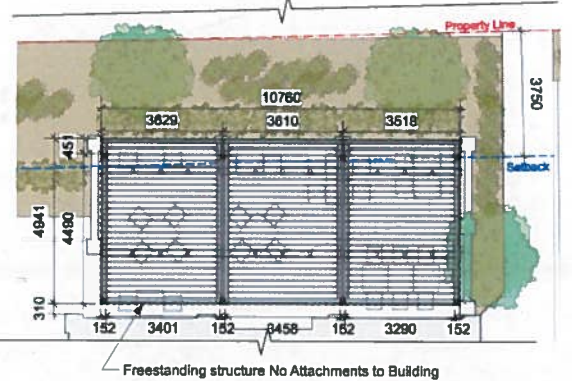 Property Line
10760
3629 3610 3518
3750
451
Setback
4941
4490
310
152 3401 152 3458 152 3290 152
Freestanding structure No Attachments to Building